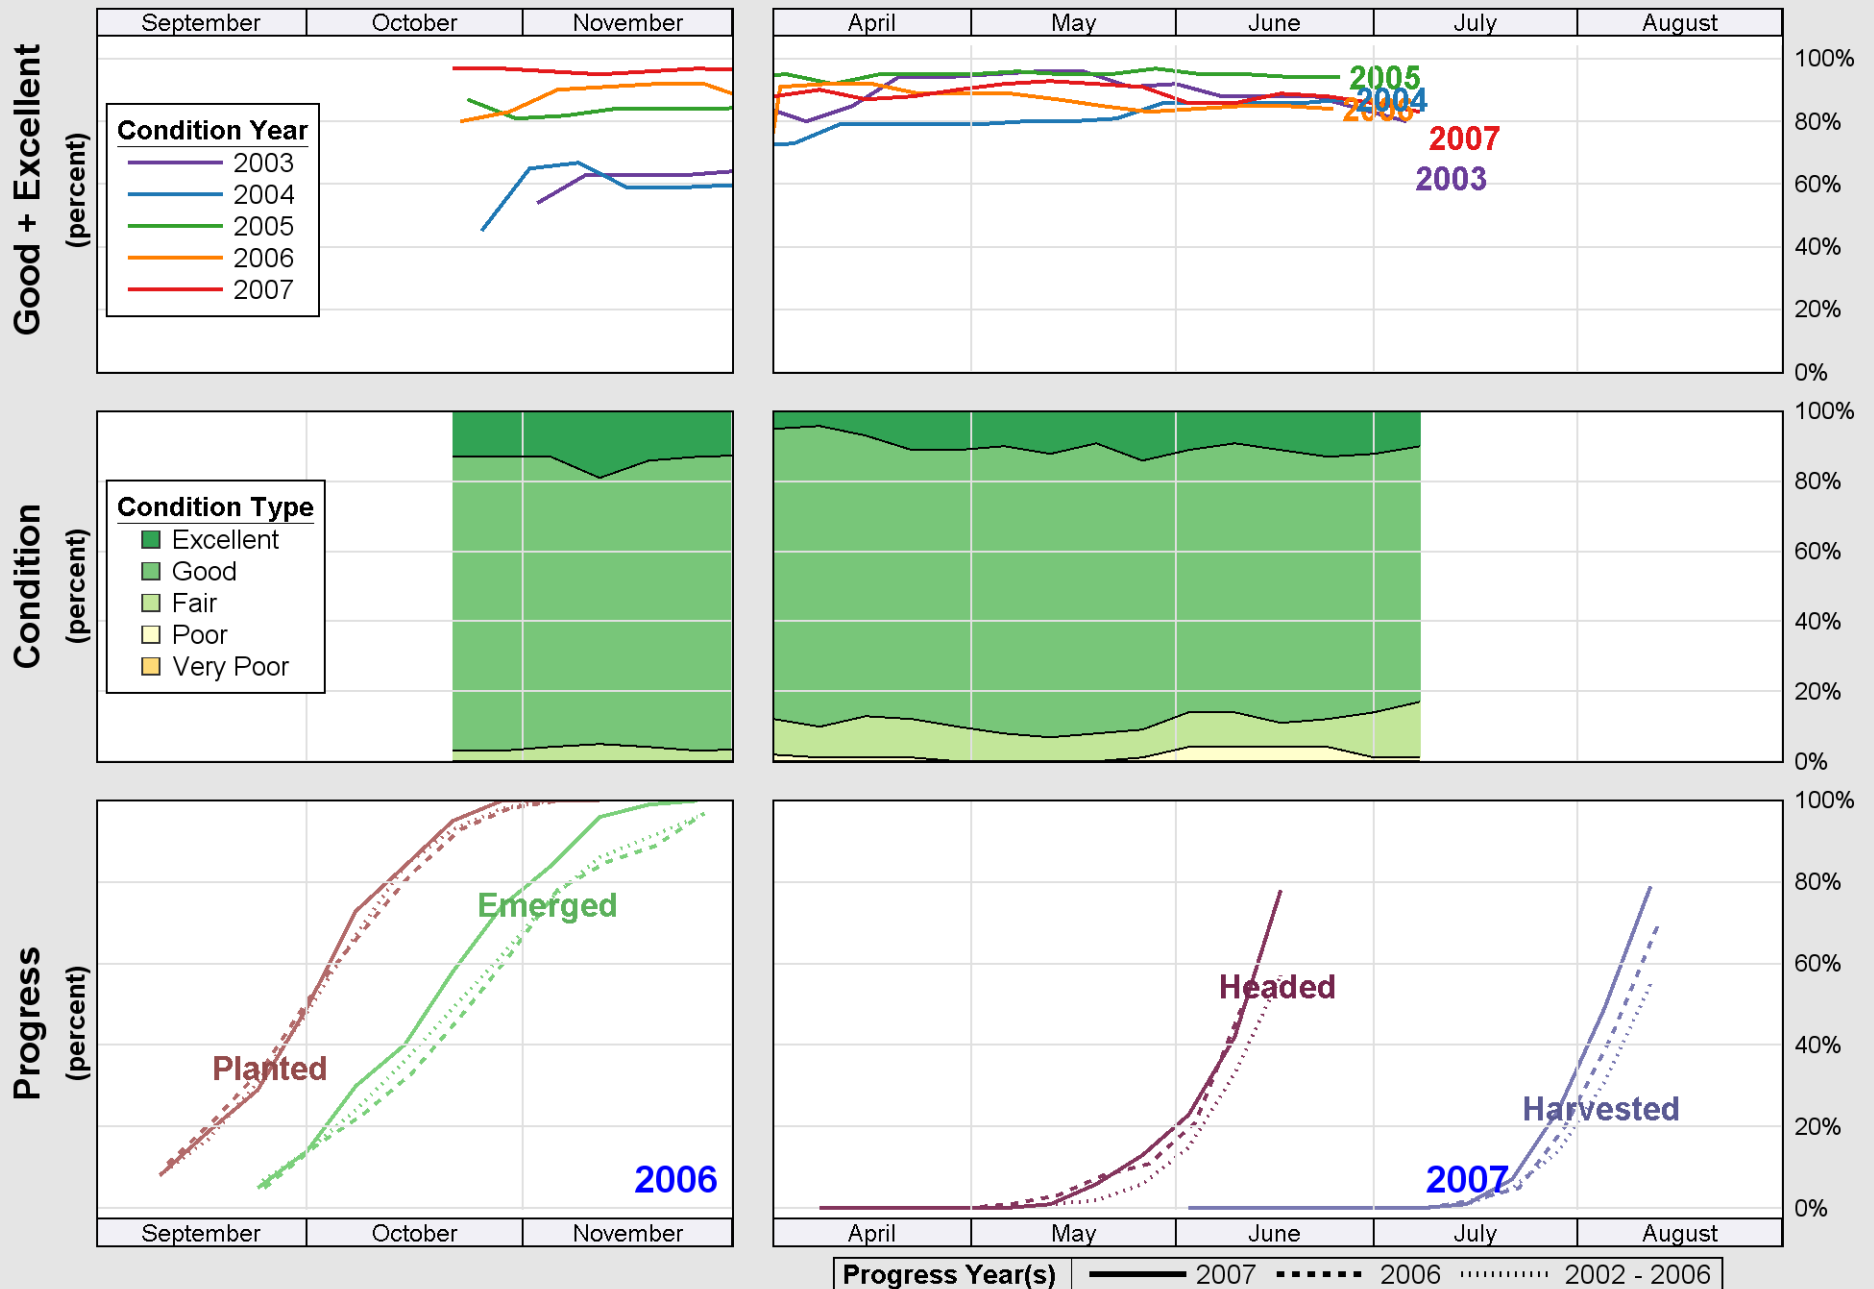 September October November April May June July August
Good + Excellent
(percent)
100%
80%
60%
40%
20%
0%
Condition Year
2003
2004
2005
2006
2007
2005
2004
2006
2007
2003
Condition
(percent)
100%
80%
60%
40%
20%
0%
Condition Type
Excellent
Good
Fair
Poor
Very Poor
Progress
(percent)
100%
80%
60%
40%
20%
0%
Emerged
Headed
Planted
Harvested
2006
2007
September October November April May June July August
Progress Year(s) 2007 2006 2002 - 2006